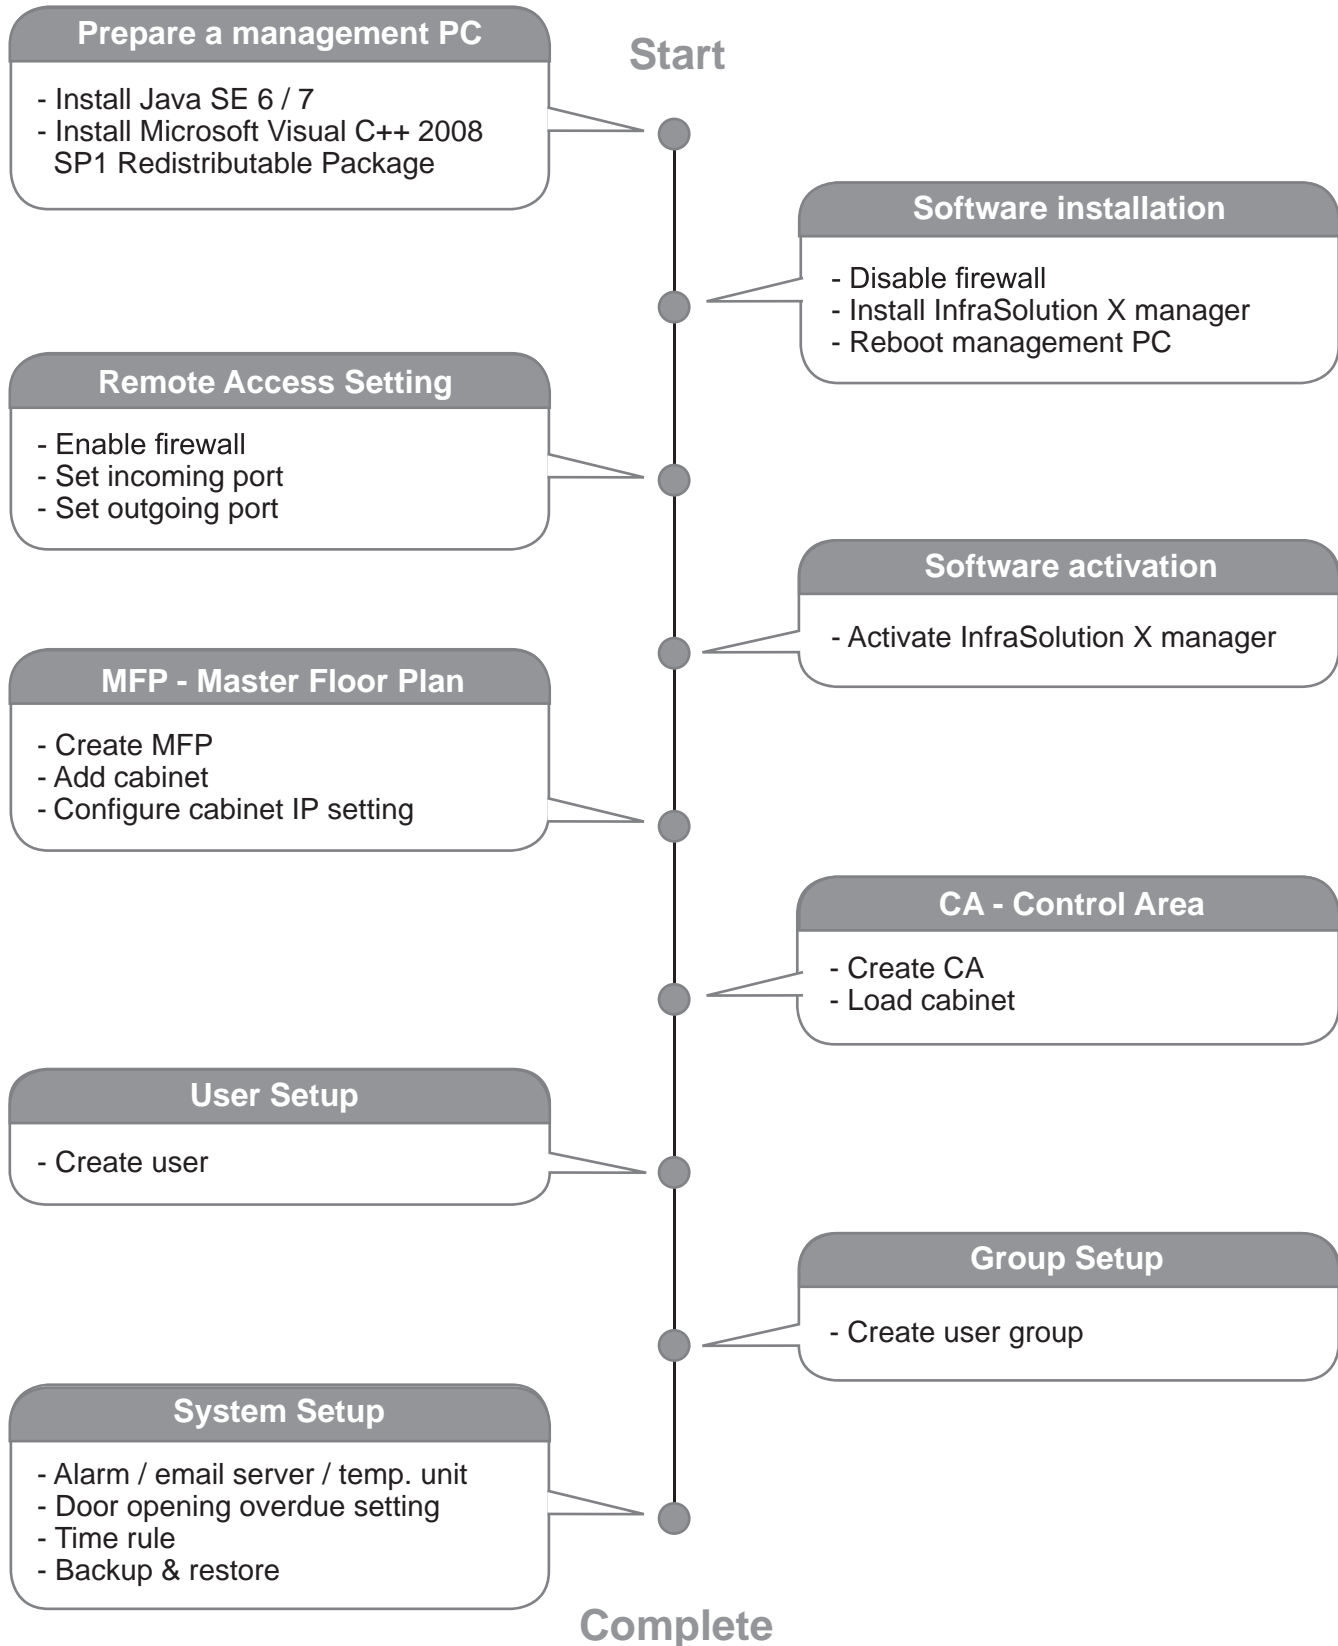 Start
Prepare a management PC
- Install Java SE 6 / 7
- Install Microsoft Visual C++ 2008
SP1 Redistributable Package
Software installation
- Disable firewall
- Install InfraSolution X manager
- Reboot management PC
Remote Access Setting
- Enable firewall
- Set incoming port
- Set outgoing port
Software activation
- Activate InfraSolution X manager
MFP - Master Floor Plan
- Create MFP
- Add cabinet
- Configure cabinet IP setting
CA - Control Area
- Create CA
- Load cabinet
User Setup
- Create user
Group Setup
- Create user group
System Setup
- Alarm / email server / temp. unit
- Door opening overdue setting
- Time rule
- Backup & restore
Complete